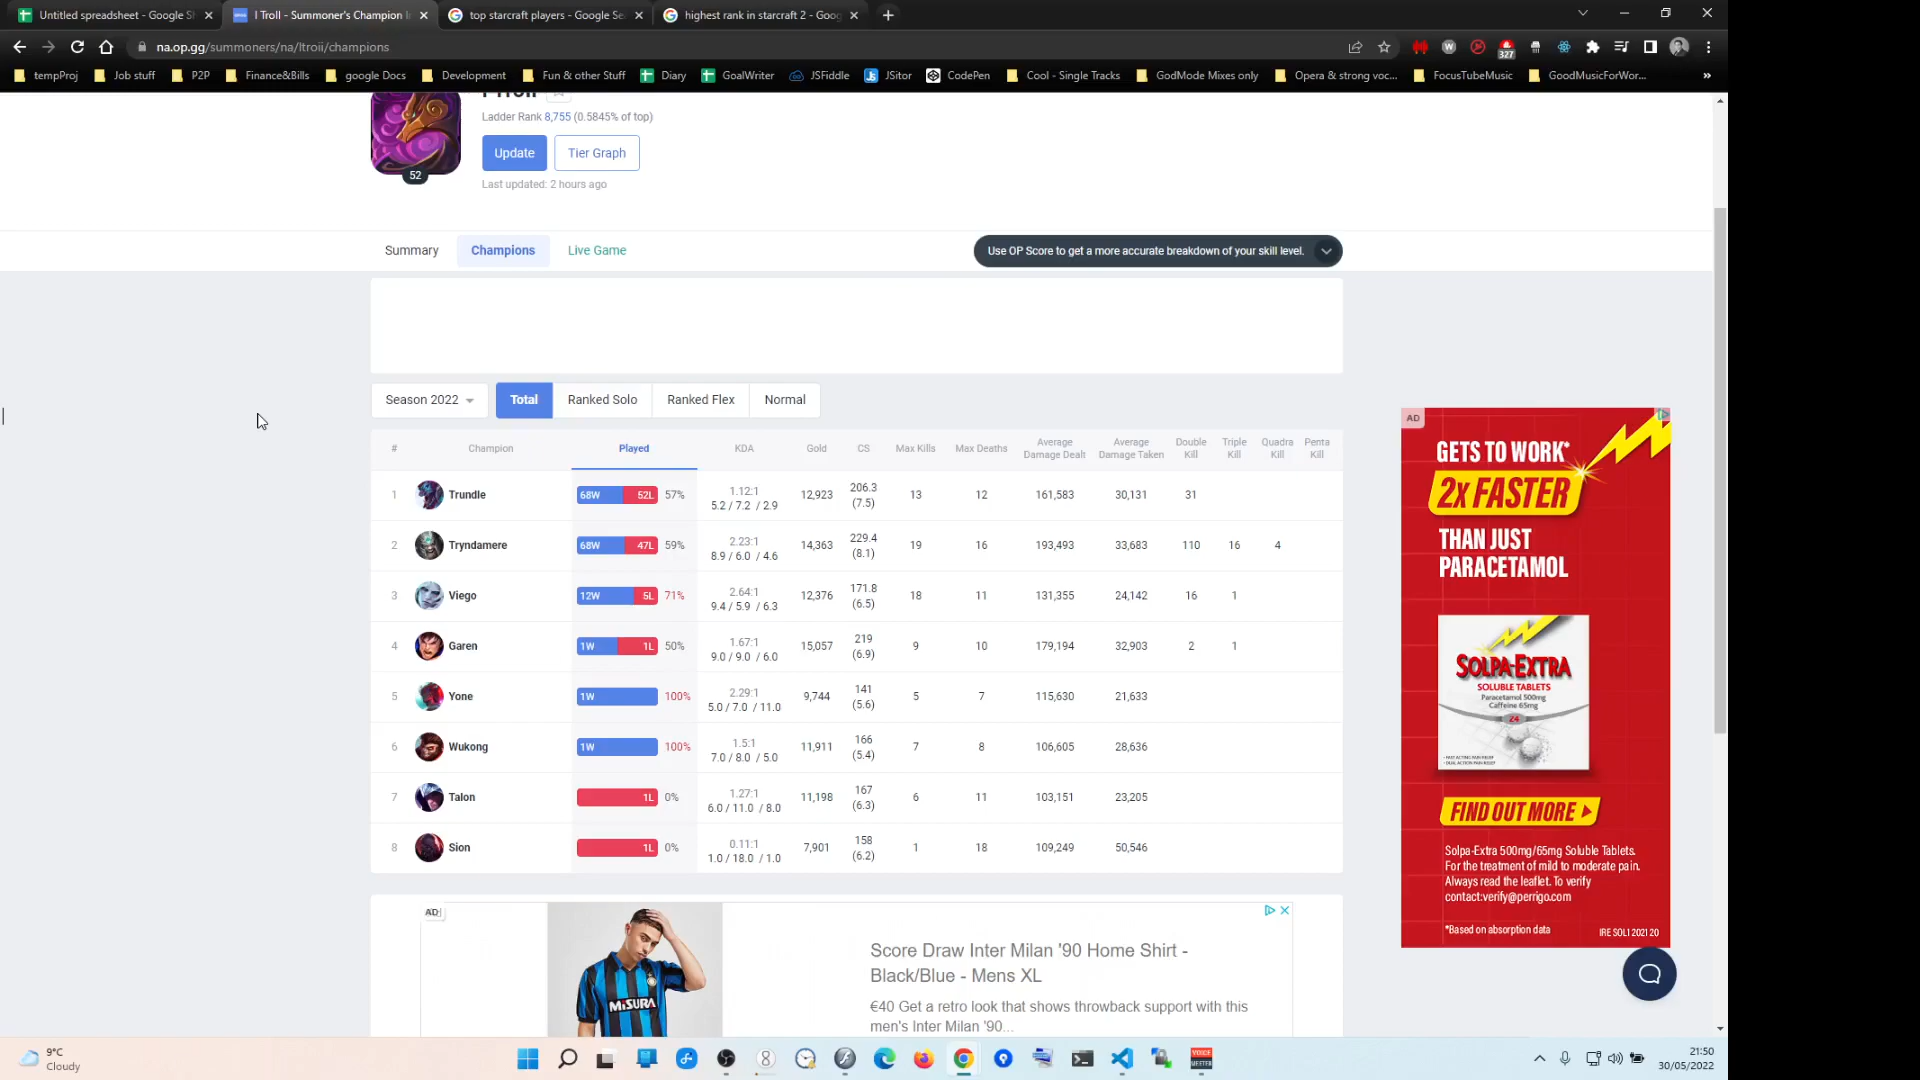 Untitled spreadsheet - Google S
I Troll - Summoner's Champion I
top starcraft players - Google Se
highest rank in starcraft 2 - Goog
na.op.gg/summoners/na/Itroii/champions
327
tempProj
Job stuff
P2P
Finance&Bills
google Docs
Development
Fun & other Stuff
Diary
GoalWriter
JSFiddle
JSitor
CodePen
Cool - Single Tracks
GodMode Mixes only
Opera & strong voc...
FocusTubeMusic
GoodMusicForWor...
»
52
Ladder Rank 8,755 (0.5845% of top)
Update
Tier Graph
Last updated: 2 hours ago
Summary
Champions
Live Game
Use OP Score to get a more accurate breakdown of your skill level.
Season 2022
Total
Ranked Solo
Ranked Flex
Normal
# Champion Played KDA Gold CS Max Kills Max Deaths Average Damage Dealt Average Damage Taken Double Kill Triple Kill Quadra Kill Penta Kill
1 Trundle 68W 52L 57% 1.12:1 5.2 / 7.2 / 2.9 12,923 206.3 (7.5) 13 12 161,583 30,131 31
2 Tryndamere 68W 47L 59% 2.23:1 8.9 / 6.0 / 4.6 14,363 229.4 (8.1) 19 16 193,493 33,683 110 16 4
3 Viego 12W 5L 71% 2.64:1 9.4 / 5.9 / 6.3 12,376 171.8 (6.5) 18 11 131,355 24,142 16 1
4 Garen 1W 1L 50% 1.67:1 9.0 / 9.0 / 6.0 15,057 219 (6.9) 9 10 179,194 32,903 2 1
5 Yone 1W 100% 2.29:1 5.0 / 7.0 / 11.0 9,744 141 (5.6) 5 7 115,630 21,633
6 Wukong 1W 100% 1.5:1 7.0 / 8.0 / 5.0 11,911 166 (5.4) 7 8 106,605 28,636
7 Talon 1L 0% 1.27:1 6.0 / 11.0 / 8.0 11,198 167 (6.3) 6 11 103,151 23,205
8 Sion 1L 0% 0.11:1 1.0 / 18.0 / 1.0 7,901 158 (6.2) 1 18 109,249 50,546
AD
GETS TO WORK*
2x FASTER
THAN JUST
PARACETAMOL
SOLPA-EXTRA
SOLUBLE TABLETS
Paracetamol 500mg
Caffeine 65mg
24
FIND OUT MORE
Solpa-Extra 500mg/65mg Soluble Tablets.
For the treatment of mild to moderate pain.
Always read the leaflet. To verify
contact:verify@perrigo.com
*Based on absorption data
IRE SOL1 2021 20
AD
MISURA
Score Draw Inter Milan '90 Home Shirt -
Black/Blue - Mens XL
€40 Get a retro look that shows throwback support with this
men's Inter Milan '90...
9°C
Cloudy
21:50
30/05/2022